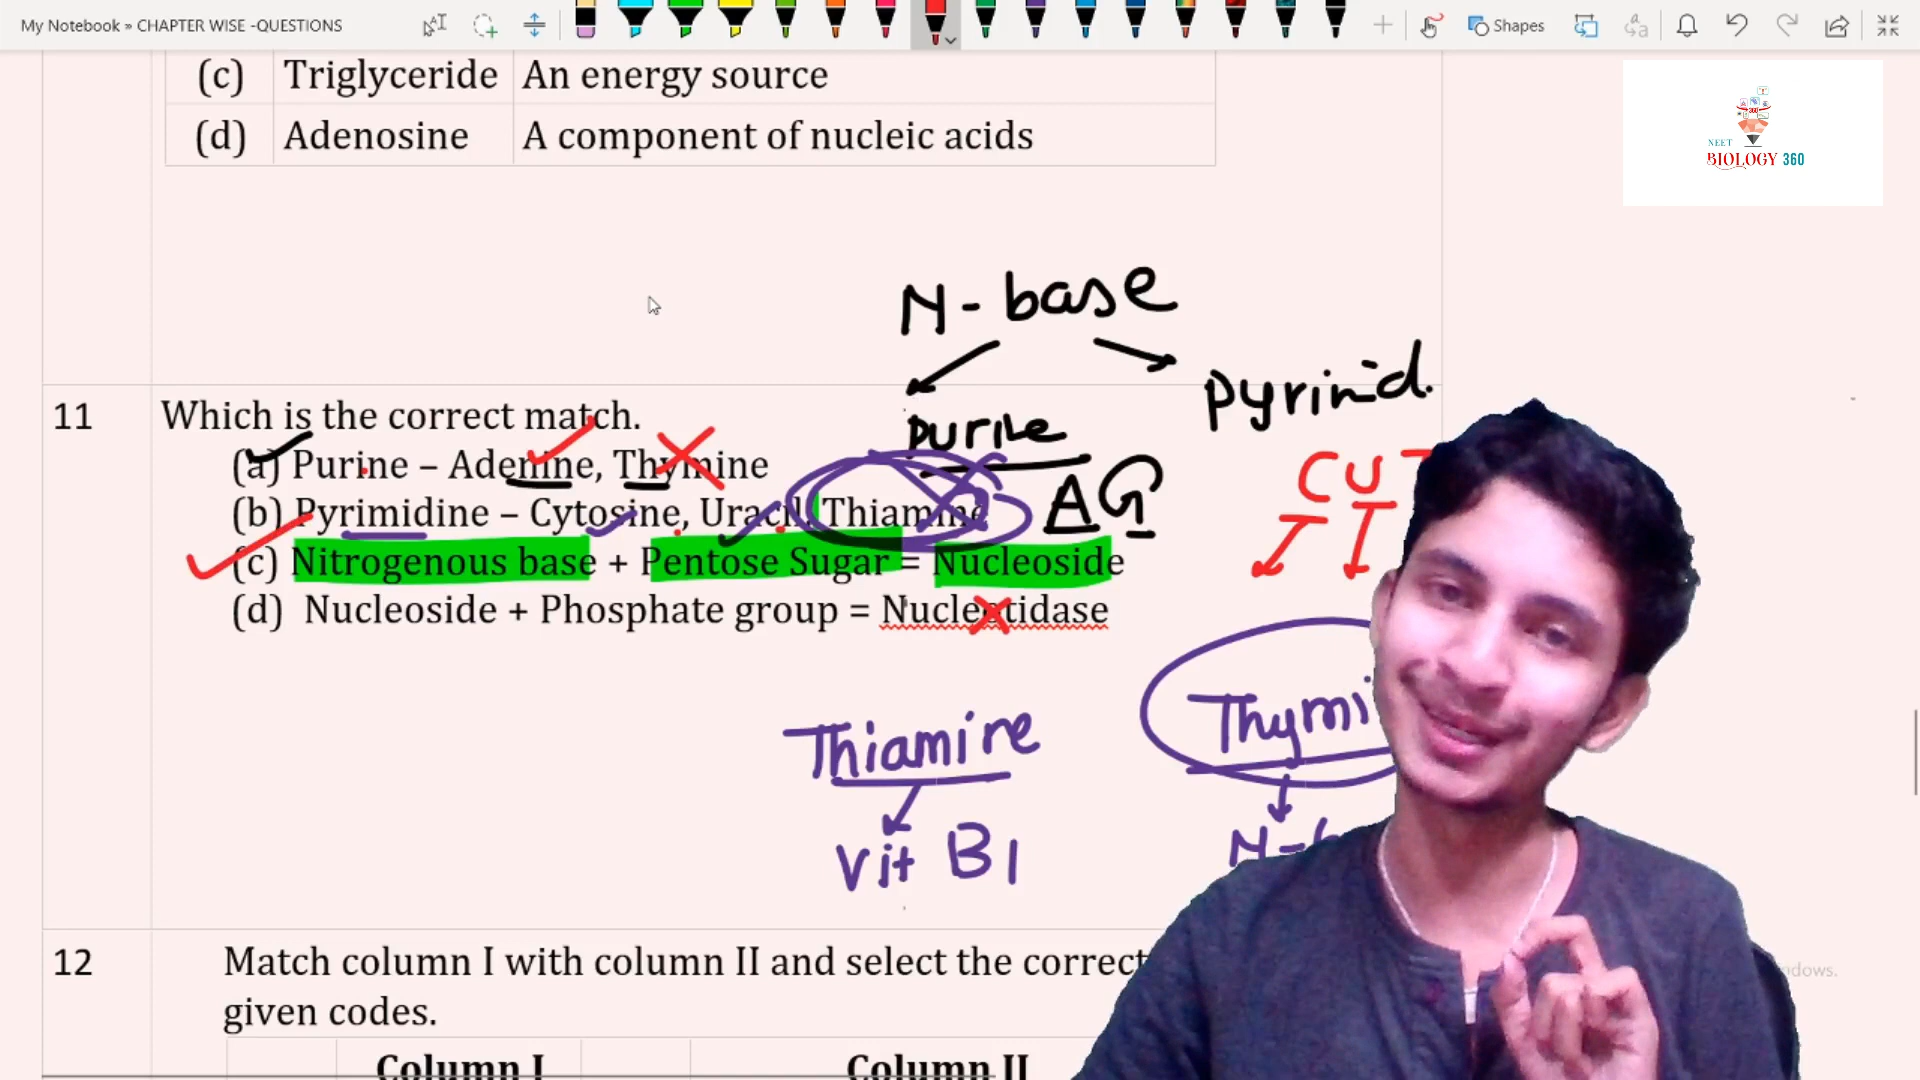 My Notebook » CHAPTER WISE -QUESTIONS
Shapes
(c) Triglyceride An energy source
(d) Adenosine A component of nucleic acids
NEET
BIOLOGY 360
N-base
purine
pyrimid.
AG
CUT
11 Which is the correct match.
(a) Purine – Adenine, Thymine
(b) Pyrimidine – Cytosine, Uracil, Thiamine
(c) Nitrogenous base + Pentose Sugar = Nucleoside
(d) Nucleoside + Phosphate group = Nucleotidase
Thiamine
Vit B1
Thymi
N-b
12 Match column I with column II and select the correct
given codes.
Column I Column II